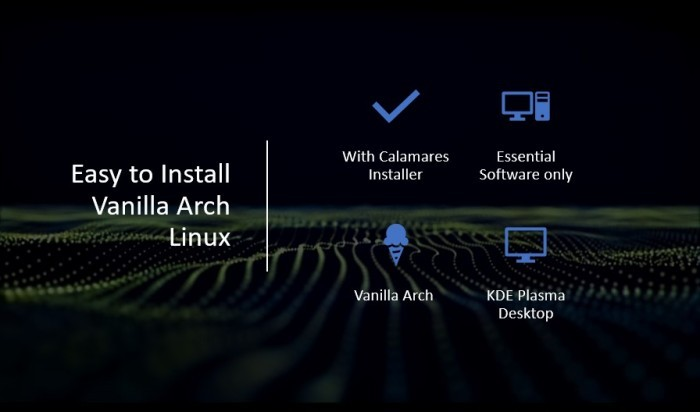 Easy to Install
Vanilla Arch
Linux
With Calamares
Installer
Essential
Software only
Vanilla Arch
KDE Plasma
Desktop